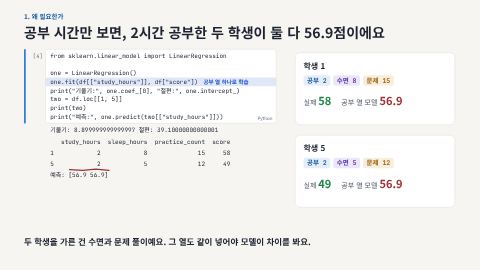 1. 왜 필요한가
공부 시간만 보면, 2시간 공부한 두 학생이 둘 다 56.9점이에요
[4] from sklearn.linear_model import LinearRegression
one = LinearRegression()
one.fit(df[["study_hours"]], df["score"]) 공부 열 하나로 학습
print("기울기:", one.coef_[0], "절편:", one.intercept_)
two = df.loc[[1, 5]]
print(two)
print("예측:", one.predict(two[["study_hours"]]))
Python
기울기: 8.899999999999997 절편: 39.10000000000001
study_hours sleep_hours practice_count score
1 2 8 15 58
5 2 5 12 49
예측: [56.9 56.9]
학생 1
공부 2 수면 8 문제 15
실제 58 공부 열 모델 56.9
학생 5
공부 2 수면 5 문제 12
실제 49 공부 열 모델 56.9
두 학생을 가른 건 수면과 문제 풀이예요. 그 열도 같이 넣어야 모델이 차이를 봐요.